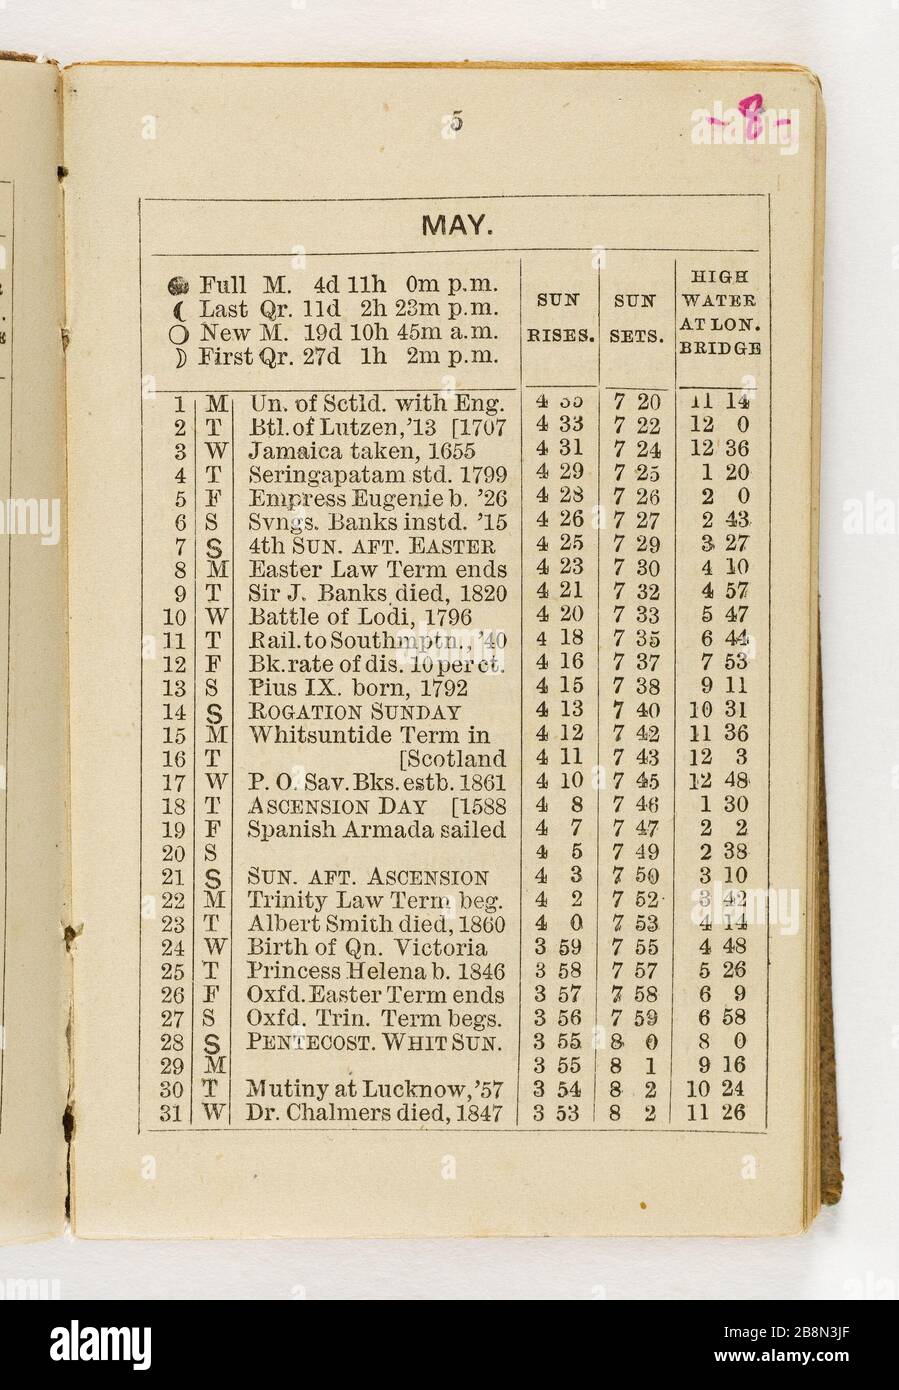 5
- 8 -
MAY.
Full M. 4d 11h 0m p.m.
Last Qr. 11d 2h 23m p.m.
New M. 19d 10h 45m a.m.
First Qr. 27d 1h 2m p.m.
SUN RISES.
SUN SETS.
HIGH WATER AT LON. BRIDGE
1 M Un. of Sctld. with Eng. 4 7 20 11 14
2 T Btl. of Lutzen, '13 [1707 4 33 7 22 12 0
3 W Jamaica taken, 1655 4 31 7 24 12 36
4 T Seringapatam std. 1799 4 29 7 25 1 20
5 F Empress Eugenie b. '26 4 28 7 26 2 0
6 S Svngs. Banks instd. '15 4 26 7 27 2 43
7 S 4th SUN. AFT. EASTER 4 25 7 29 3 27
8 M Easter Law Term ends 4 23 7 30 4 10
9 T Sir J. Banks died, 1820 4 21 7 32 4 57
10 W Battle of Lodi, 1796 4 20 7 33 5 47
11 T Rail. to Southmptn., '40 4 18 7 35 6 44
12 F Bk. rate of dis. 10 per ct. 4 16 7 37 7 53
13 S Pius IX. born, 1792 4 15 7 38 9 11
14 S ROGATION SUNDAY 4 13 7 40 10 31
15 M Whitsuntide Term in 4 12 7 42 11 36
16 T [Scotland 4 11 7 43 12 3
17 W P. O. Sav. Bks. estb. 1861 4 10 7 45 12 48
18 T ASCENSION DAY [1588 4 8 7 46 1 30
19 F Spanish Armada sailed 4 7 7 47 2 2
20 S 4 5 7 49 2 38
21 S SUN. AFT. ASCENSION 4 3 7 50 3 10
22 M Trinity Law Term beg. 4 2 7 52 3 42
23 T Albert Smith died, 1860 4 0 7 53 4 14
24 W Birth of Qn. Victoria 3 59 7 55 4 48
25 T Princess Helena b. 1846 3 58 7 57 5 26
26 F Oxfd. Easter Term ends 3 57 7 58 6 9
27 S Oxfd. Trin. Term begs. 3 56 7 59 6 58
28 S PENTECOST. WHIT SUN. 3 55 8 0 8 0
29 M 3 55 8 1 9 16
30 T Mutiny at Lucknow, '57 3 54 8 2 10 24
31 W Dr. Chalmers died, 1847 3 53 8 2 11 26
alamy
Image ID: 2B8N3JF
www.alamy.com